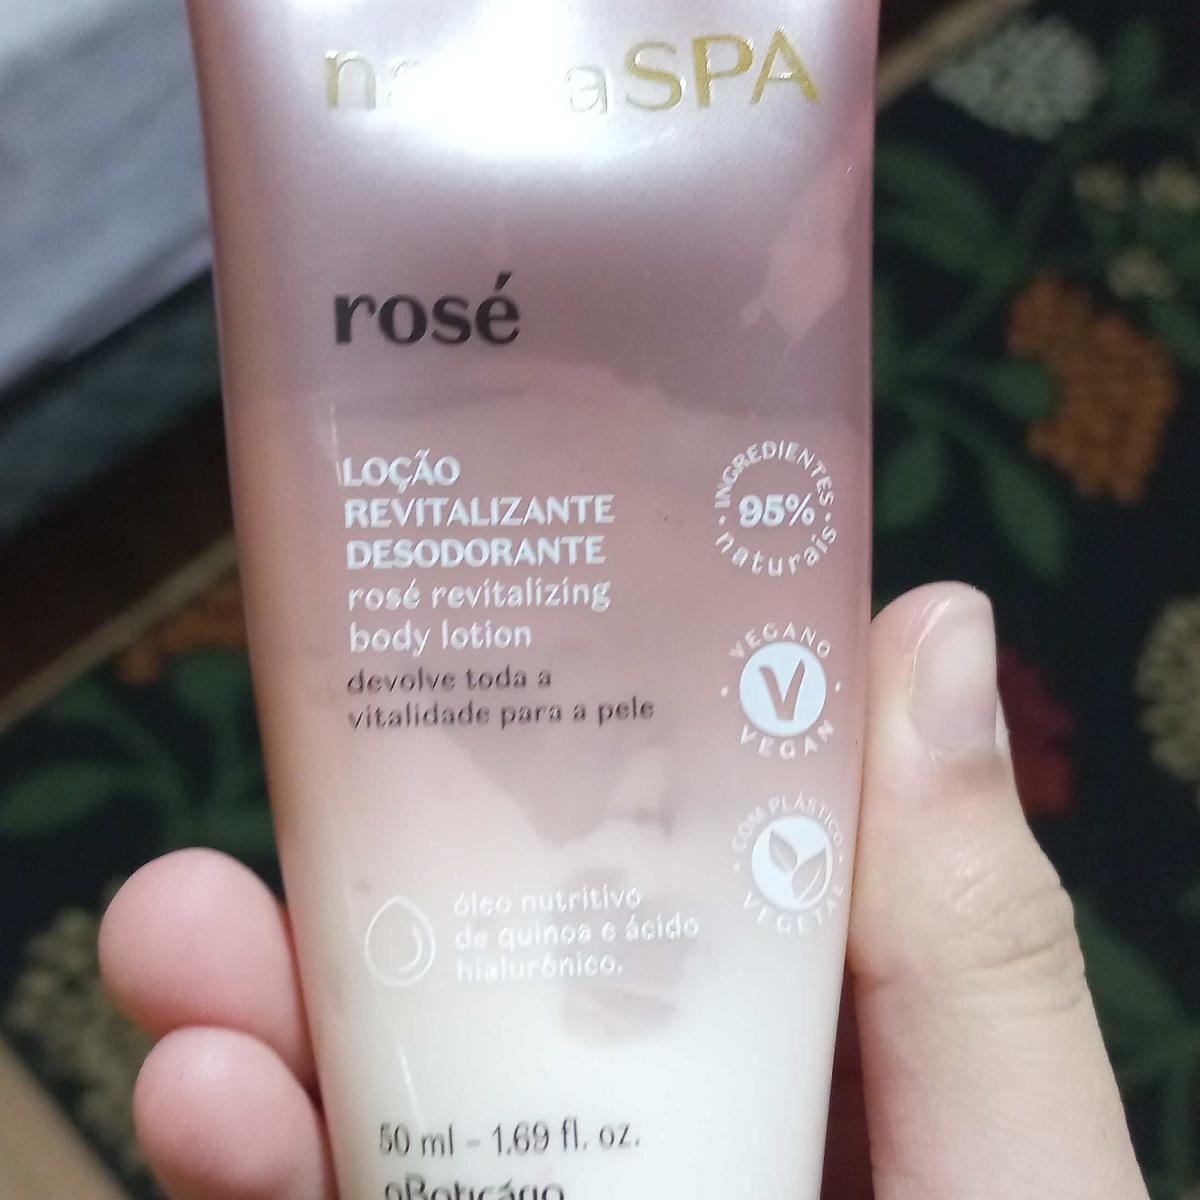 SPA
rosé
LOÇÃO
REVITALIZANTE
DESODORANTE
rosé revitalizing
body lotion
devolve toda a
vitalidade para a pele
INGREDIENTES
95%
naturais
VEGANO
V
VEGAN
COM PLÁSTICO
VEGETAL
óleo nutritivo
de quinoa e ácido
hialurônico.
50 ml - 1.69 fl. oz.
oBoticário